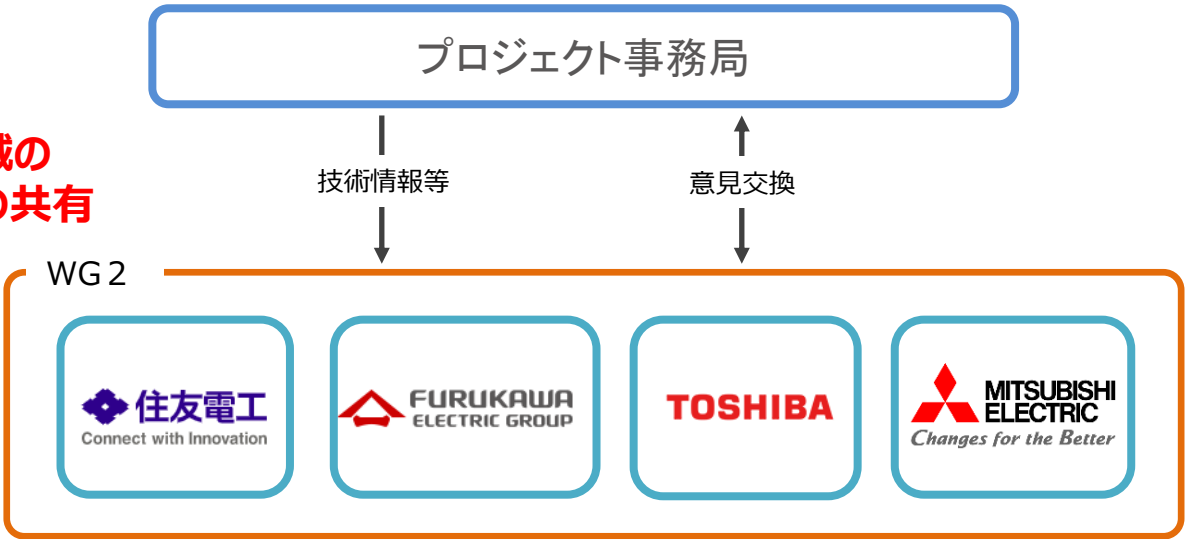 プロジェクト事務局
域の
の共有
技術情報等
意見交換
WG2
住友電工
Connect with Innovation
FURUKAWA
ELECTRIC GROUP
TOSHIBA
MITSUBISHI
ELECTRIC
Changes for the Better